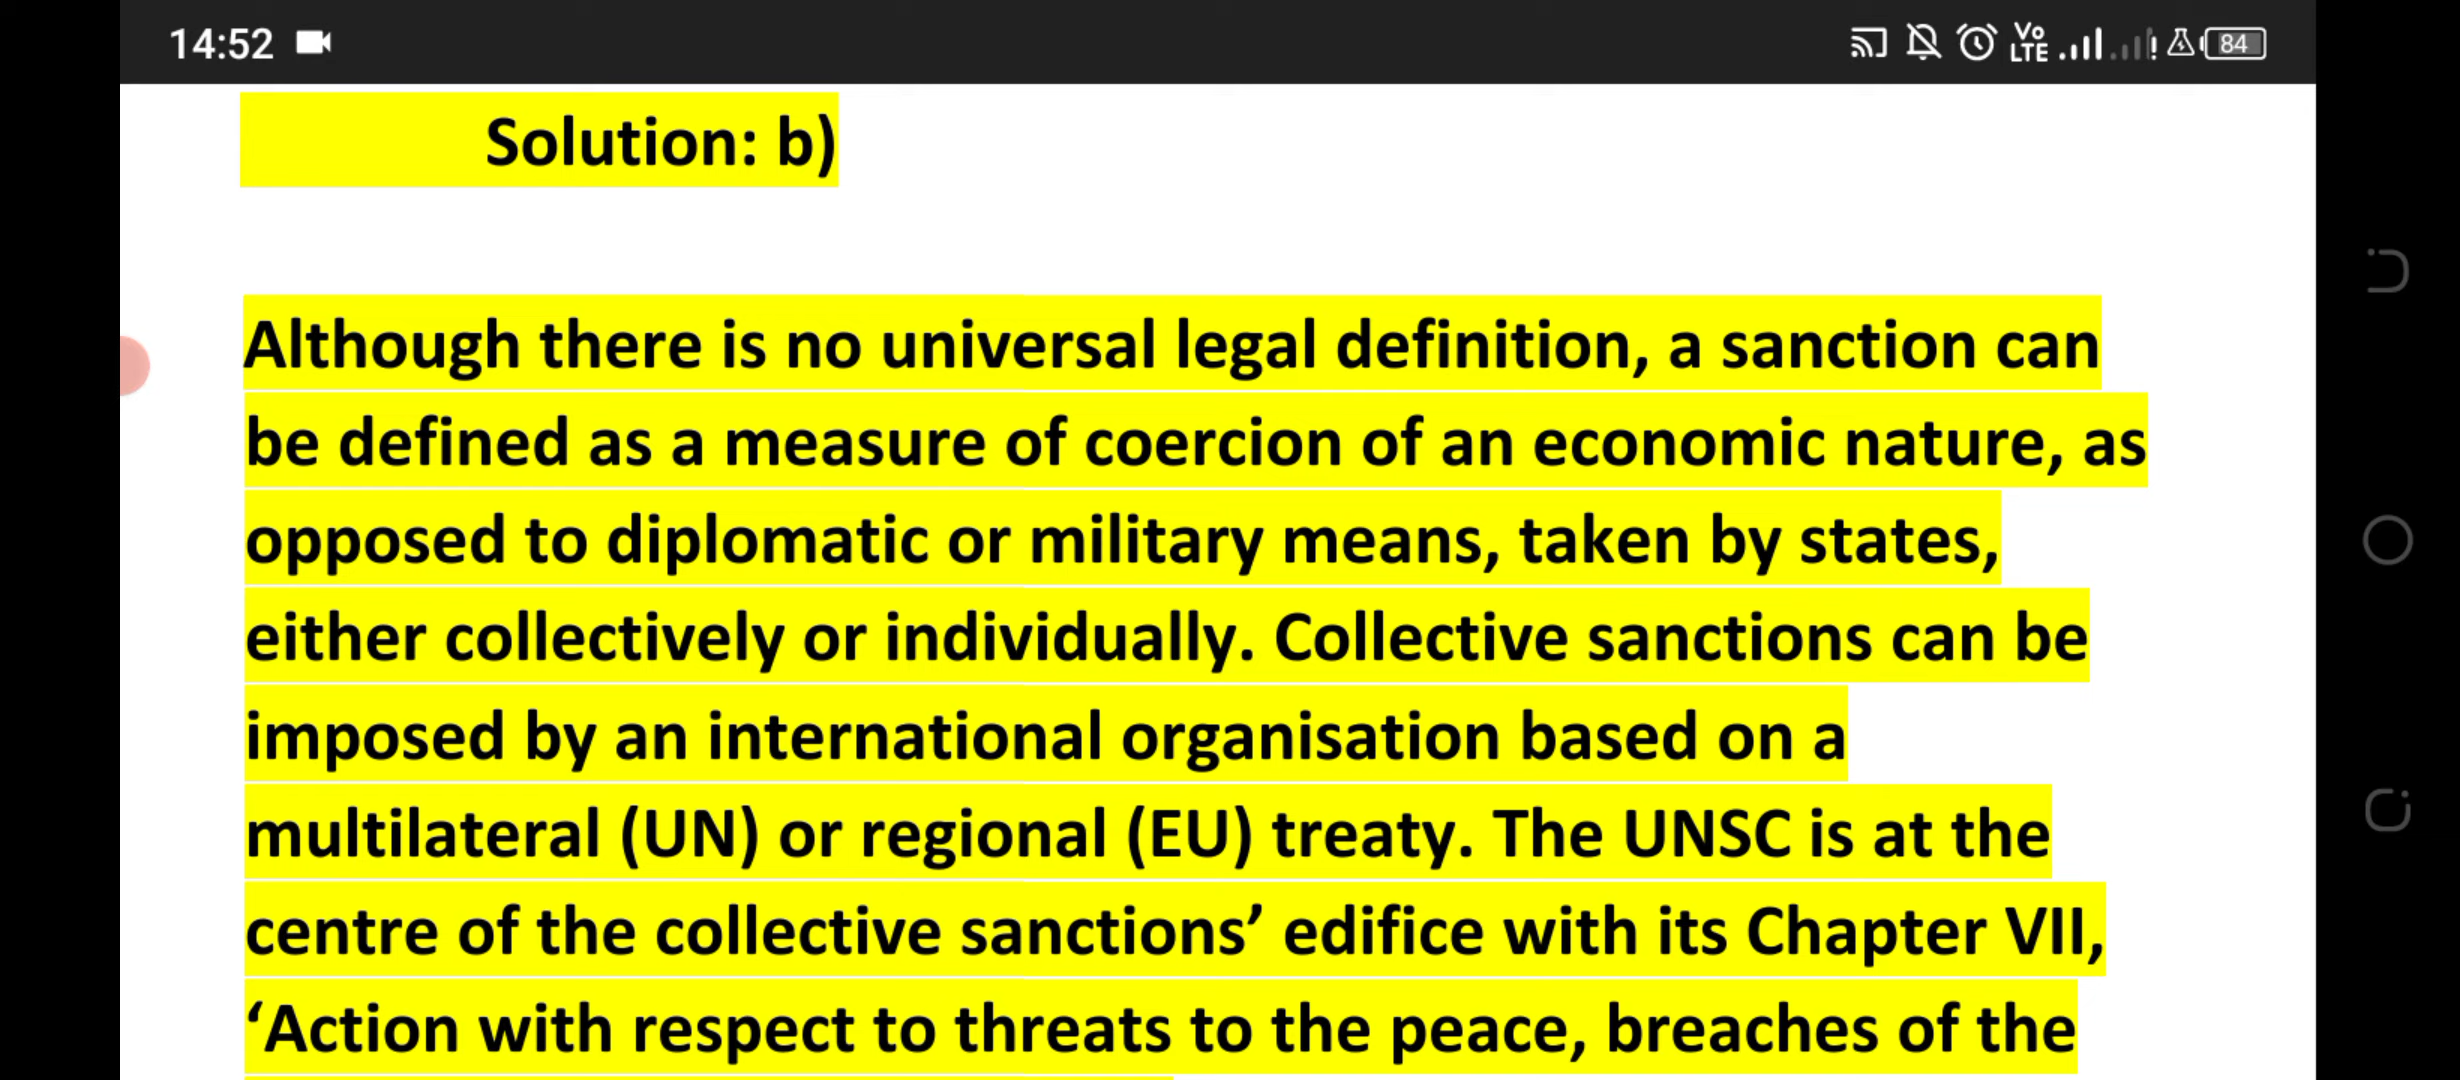 14:52 Vo LTE 84
Solution: b)
Although there is no universal legal definition, a sanction can
be defined as a measure of coercion of an economic nature, as
opposed to diplomatic or military means, taken by states,
either collectively or individually. Collective sanctions can be
imposed by an international organisation based on a
multilateral (UN) or regional (EU) treaty. The UNSC is at the
centre of the collective sanctions’ edifice with its Chapter VII,
‘Action with respect to threats to the peace, breaches of the